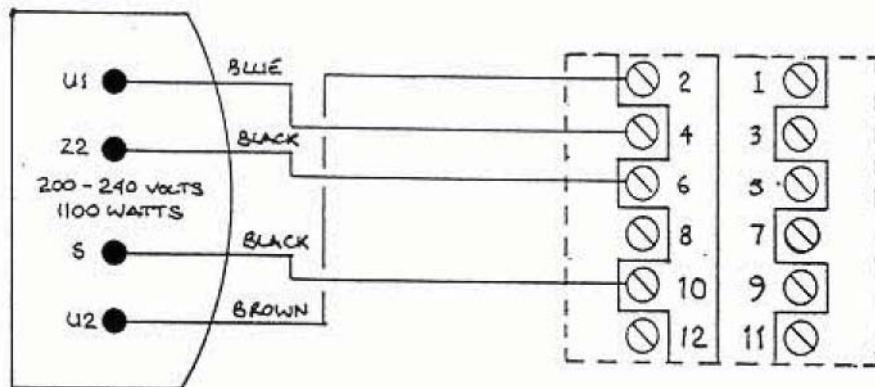 U1
BLUE
Z2
BLACK
200 - 240 VOLTS
1100 WATTS
S
BLACK
U2
BROWN
2 1
4 3
6 5
8 7
10 9
12 11